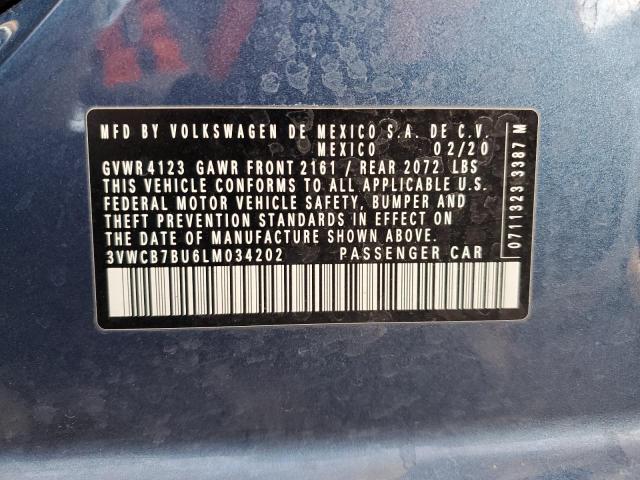 MFD BY VOLKSWAGEN DE MEXICO S.A. DE C.V.
MEXICO 02/20
GVWR 4123 GAWR FRONT 2161 / REAR 2072 LBS
THIS VEHICLE CONFORMS TO ALL APPLICABLE U.S.
FEDERAL MOTOR VEHICLE SAFETY, BUMPER AND
THEFT PREVENTION STANDARDS IN EFFECT ON
THE DATE OF MANUFACTURE SHOWN ABOVE.
3VWCB7BU6LM034202 PASSENGER CAR
0711323 3387 M